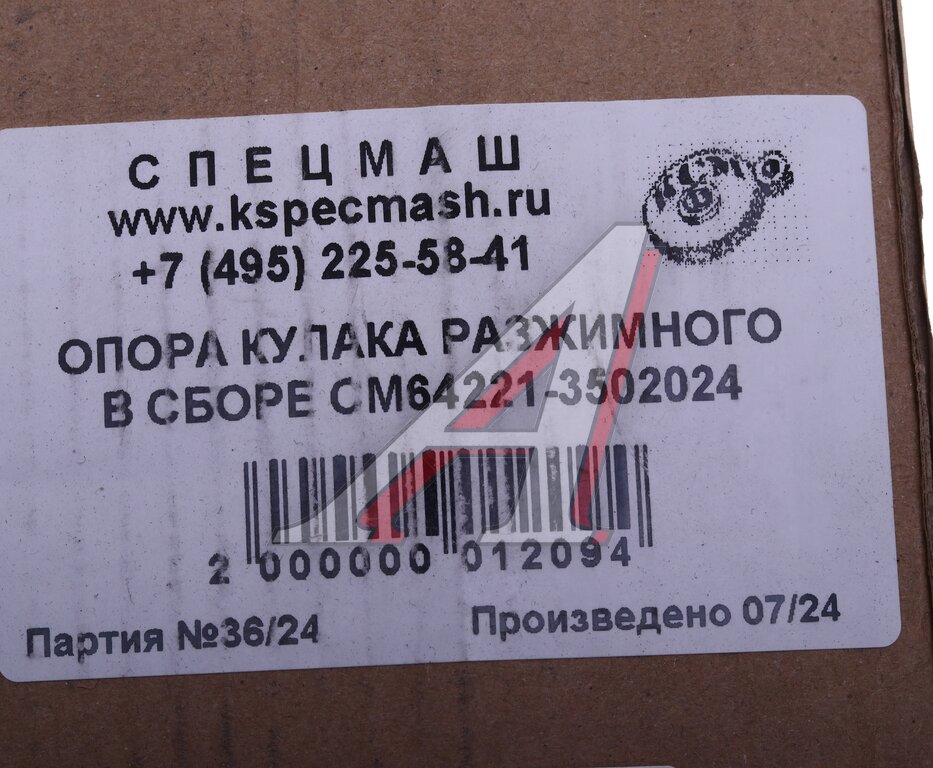 СПЕЦМАШ
www.kspecmash.ru
+7 (495) 225-58-41
ОПОРА КУЛАКА РАЗЖИМНОГО
В СБОРЕ СМ64221-3502024
2 000000 012094
Партия №36/24
Произведено 07/24